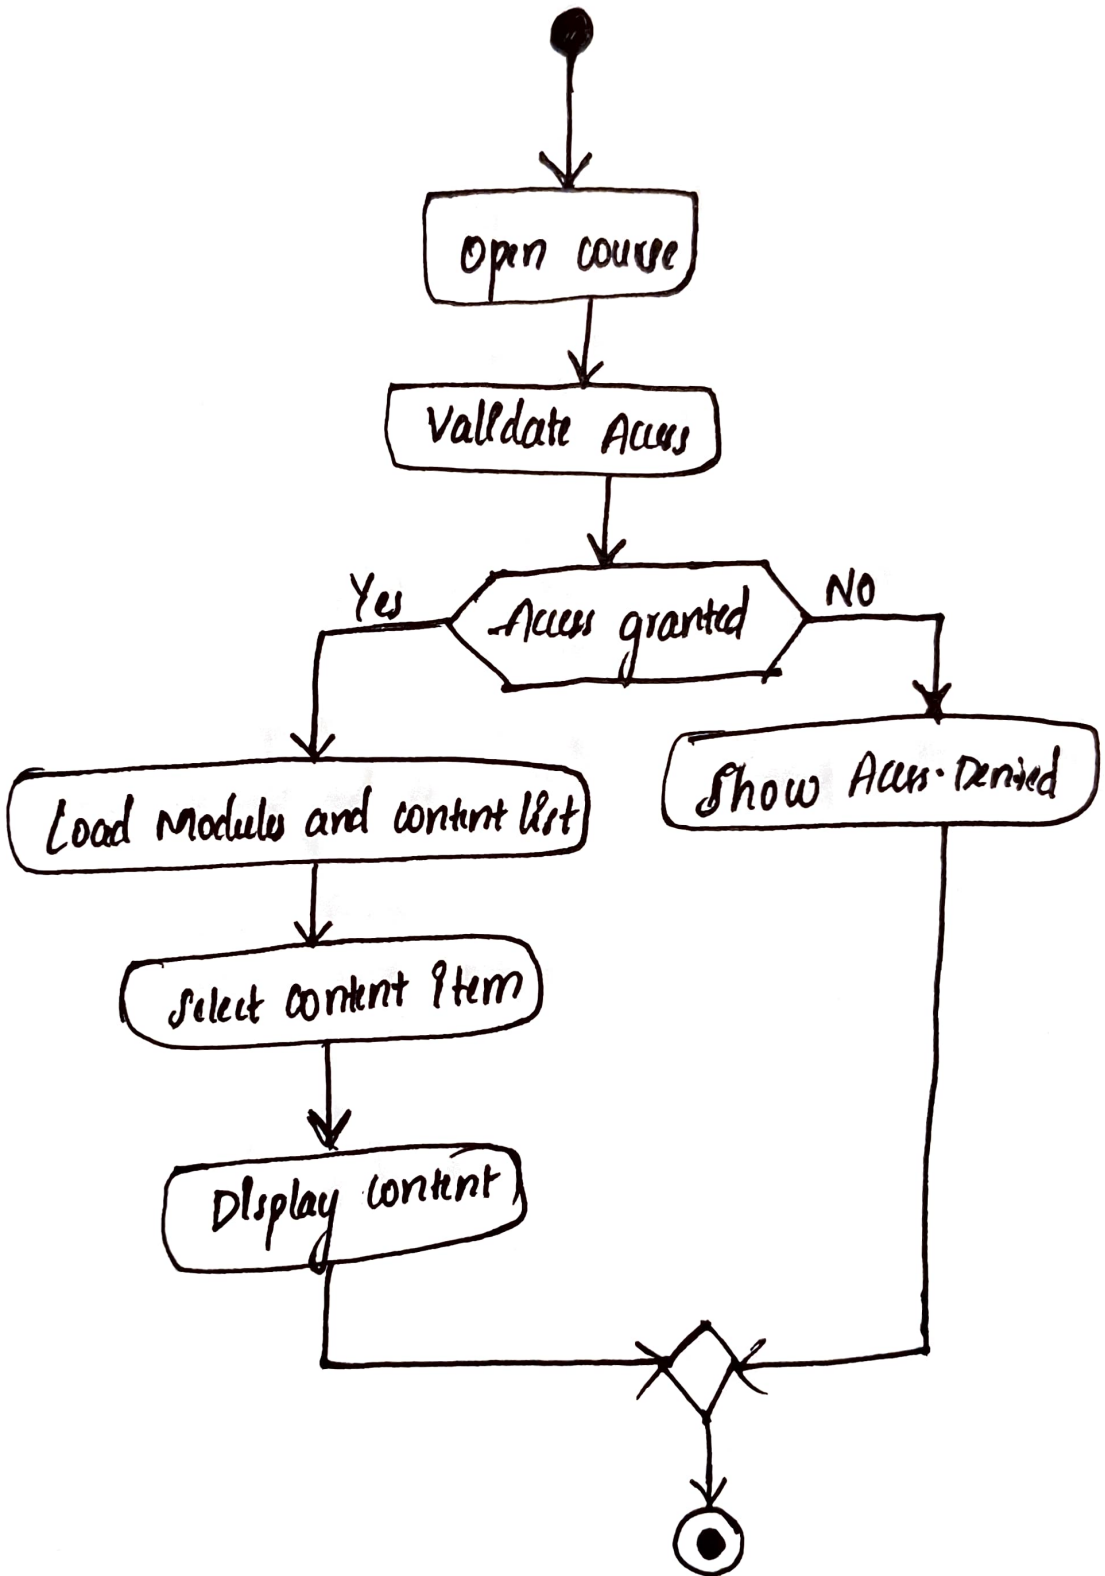 Open course
Validate Access
Access granted
Yes
NO
Load Modules and content list
Show Access-Denied
Select content item
Display content